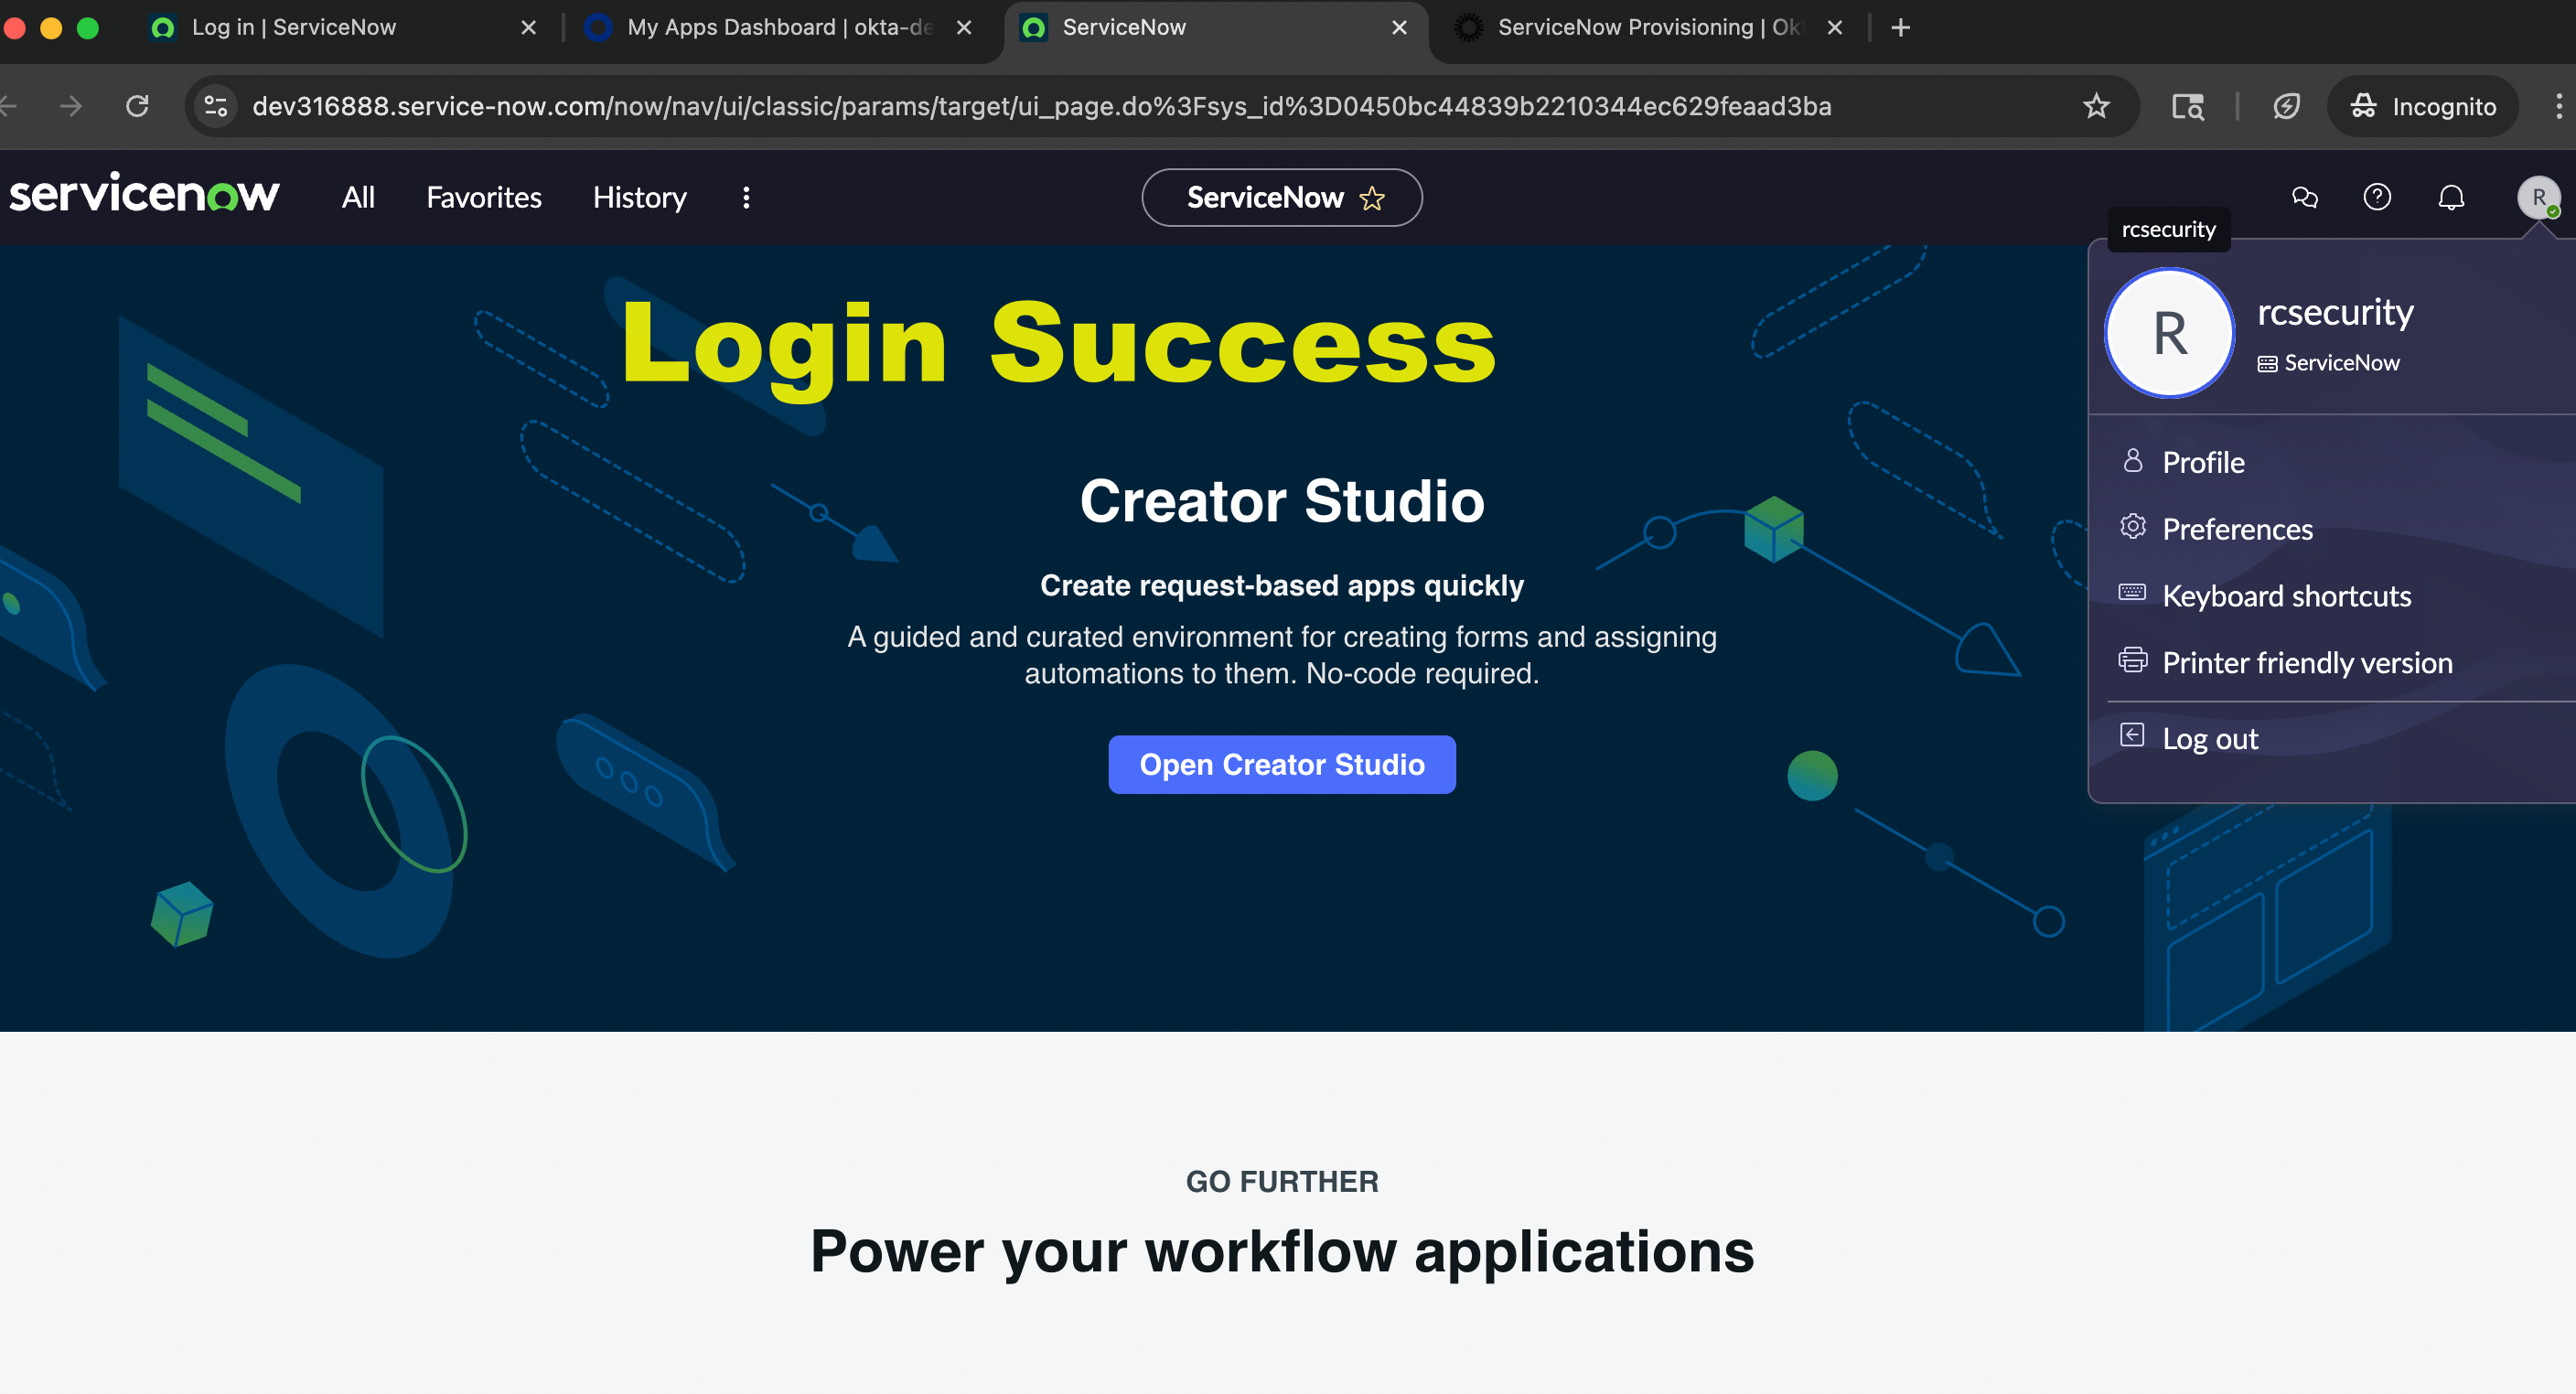 Log in | ServiceNow
My Apps Dashboard | okta-de
ServiceNow
ServiceNow Provisioning | Ok
dev316888.service-now.com/now/nav/ui/classic/params/target/ui_page.do%3Fsys_id%3D0450bc44839b2210344ec629feaad3ba
Incognito
servicenow
All
Favorites
History
ServiceNow
R
rcsecurity
R
rcsecurity
ServiceNow
Profile
Preferences
Keyboard shortcuts
Printer friendly version
Log out
Login Success
Creator Studio
Create request-based apps quickly
A guided and curated environment for creating forms and assigning
automations to them. No-code required.
Open Creator Studio
GO FURTHER
Power your workflow applications